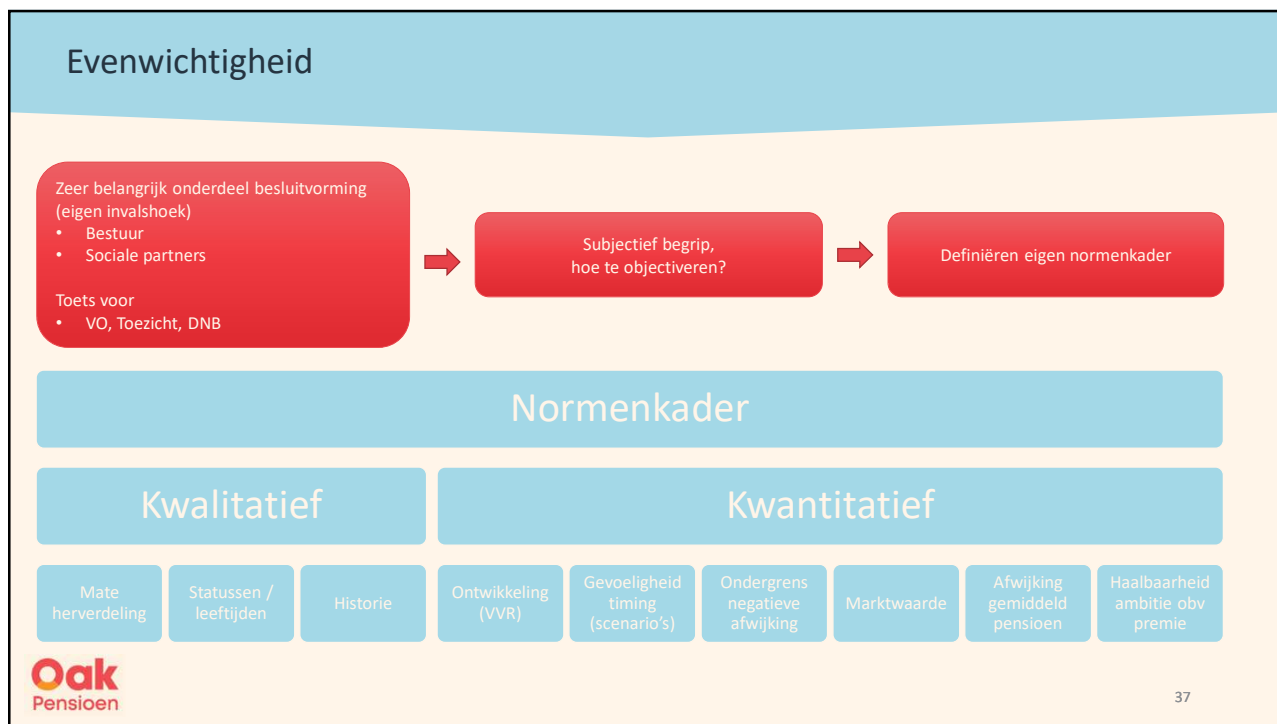 Evenwichtigheid
Zeer belangrijk onderdeel besluitvorming
(eigen invalshoek)
• Bestuur
• Sociale partners
Toets voor
• VO, Toezicht, DNB
Subjectief begrip,
hoe te objectiveren?
Definiëren eigen normenkader
Normenkader
Kwalitatief
Kwantitatief
Mate
herverdeling
Statussen /
leeftijden
Historie
Ontwikkeling
(VVR)
Gevoeligheid
timing
(scenario's)
Ondergrens
negatieve
afwijking
Marktwaarde
Afwijking
gemiddeld
pensioen
Haalbaarheid
ambitie obv
premie
Oak
Pensioen
37